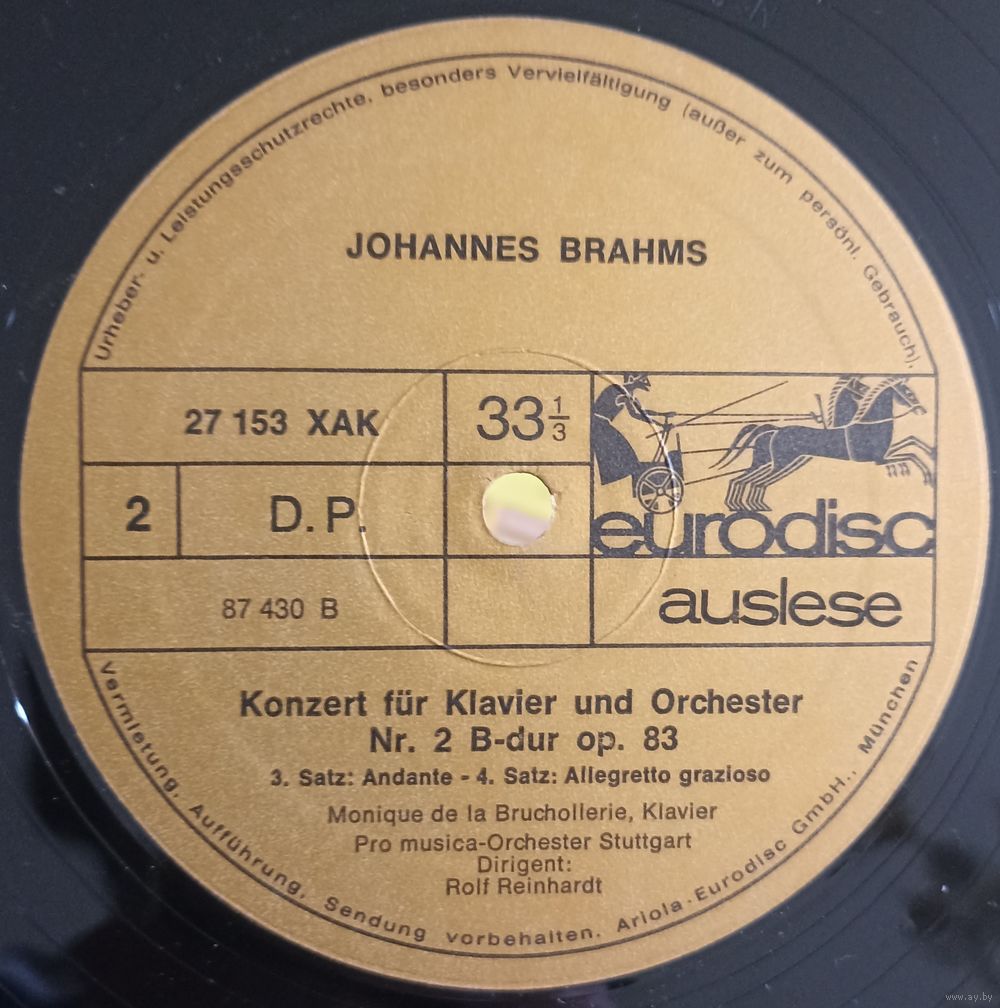 Urheber- u. Leistungsschutzrechte, besonders Vervielfältigung (außer zum persönl. Gebrauch),
JOHANNES BRAHMS
27 153 XAK
33 1/3
2
D.P.
eurodisc
87 430 B
auslese
Konzert für Klavier und Orchester
Nr. 2 B-dur op. 83
3. Satz: Andante - 4. Satz: Allegretto grazioso
Monique de la Bruchollerie, Klavier
Pro musica-Orchester Stuttgart
Dirigent:
Rolf Reinhardt
Vermietung, Aufführung, Sendung vorbehalten. Ariola-Eurodisc GmbH., München
www.ay.by